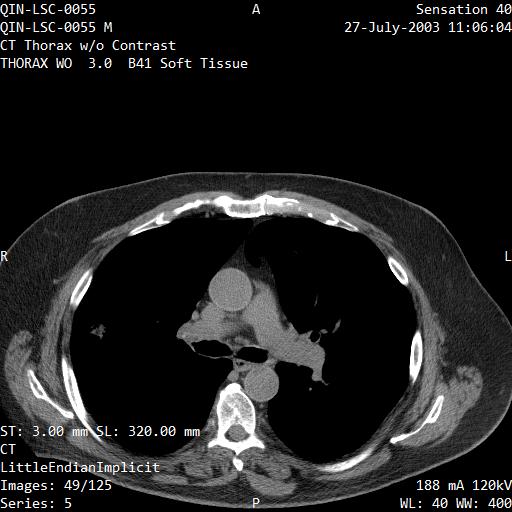 QIN-LSC-0055
A
Sensation 40
QIN-LSC-0055 M
27-July-2003 11:06:04
CT Thorax w/o Contrast
THORAX WO 3.0 B41 Soft Tissue
R
L
ST: 3.00 mm SL: 320.00 mm
CT
LittleEndianImplicit
Images: 49/125
188 mA 120kV
Series: 5
P
WL: 40 WW: 400